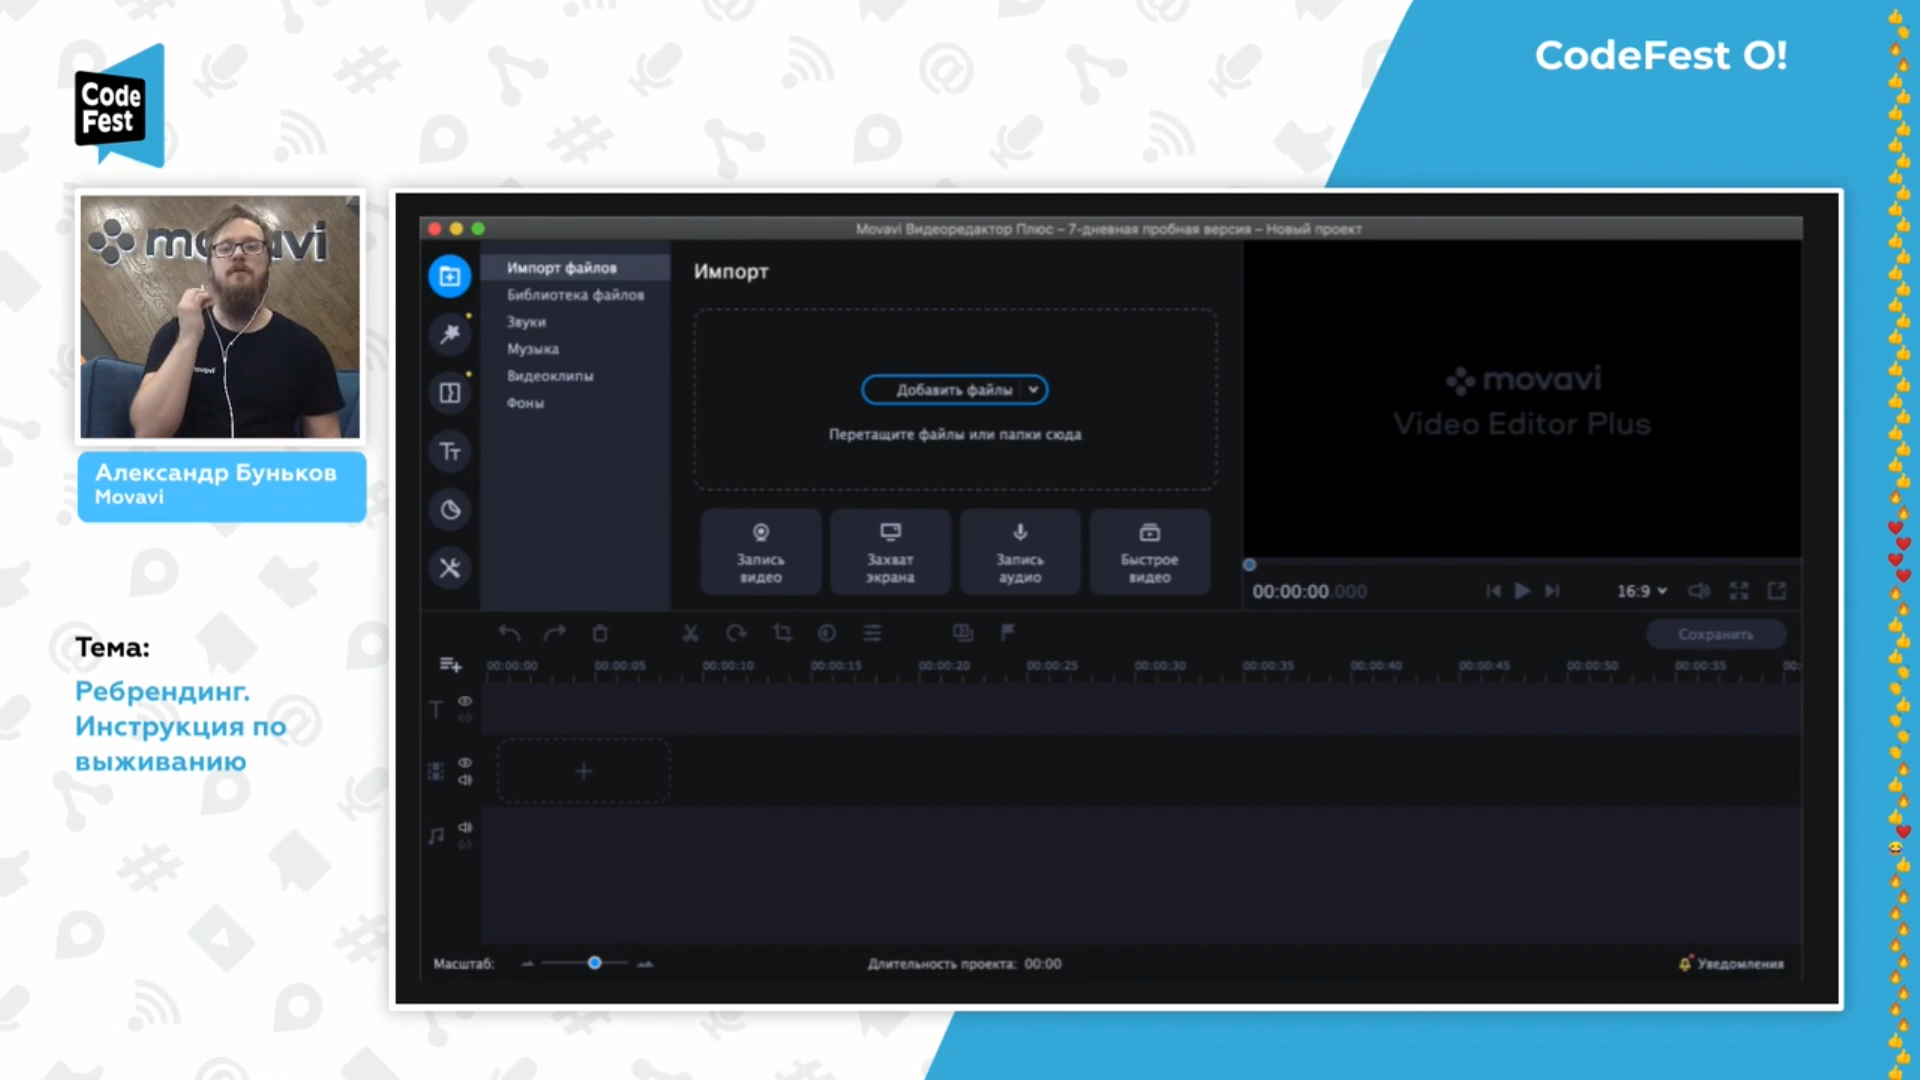 CodeFest O!
Code
Fest
movavi
movavi
Александр Буньков
Movavi
Тема:
Ребрендинг.
Инструкция по
выживанию
Movavi Видеоредактор Плюс – 7-дневная пробная версия – Новый проект
Импорт файлов
Библиотека файлов
Звуки
Музыка
Видеоклипы
Фоны
Импорт
Добавить файлы
Перетащите файлы или папки сюда
Запись
видео
Захват
экрана
Запись
аудио
Быстрое
видео
movavi
Video Editor Plus
00:00:00.000
16:9
Сохранить
00:00:00 00:00:05 00:00:10 00:00:15 00:00:20 00:00:25 00:00:30 00:00:35 00:00:40 00:00:45 00:00:50 00:00:55 00:
Масштаб:
Длительность проекта: 00:00
Уведомления